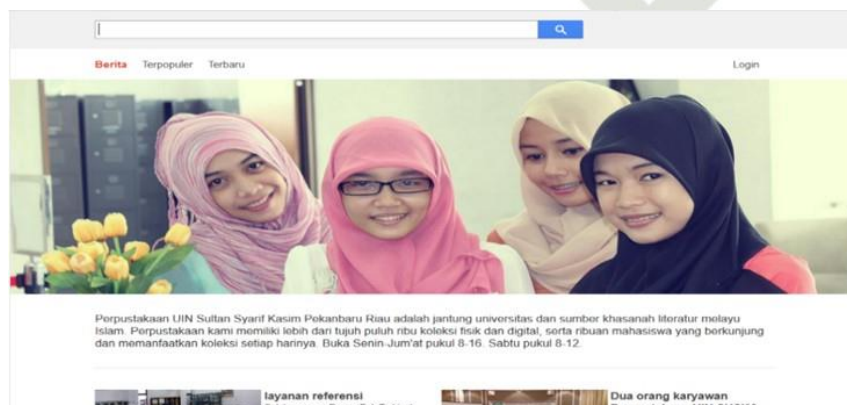 Berita Terpopuler Terbaru Login
Perpustakaan UIN Sultan Syarif Kasim Pekanbaru Riau adalah jantung universitas dan sumber khasanah literatur melayu
Islam. Perpustakaan kami memiliki lebih dari tujuh puluh ribu koleksi fisik dan digital, serta ribuan mahasiswa yang berkunjung
dan memanfaatkan koleksi setiap harinya. Buka Senin-Jum'at pukul 8-16. Sabtu pukul 8-12.
layanan referensi
Dua orang karyawan